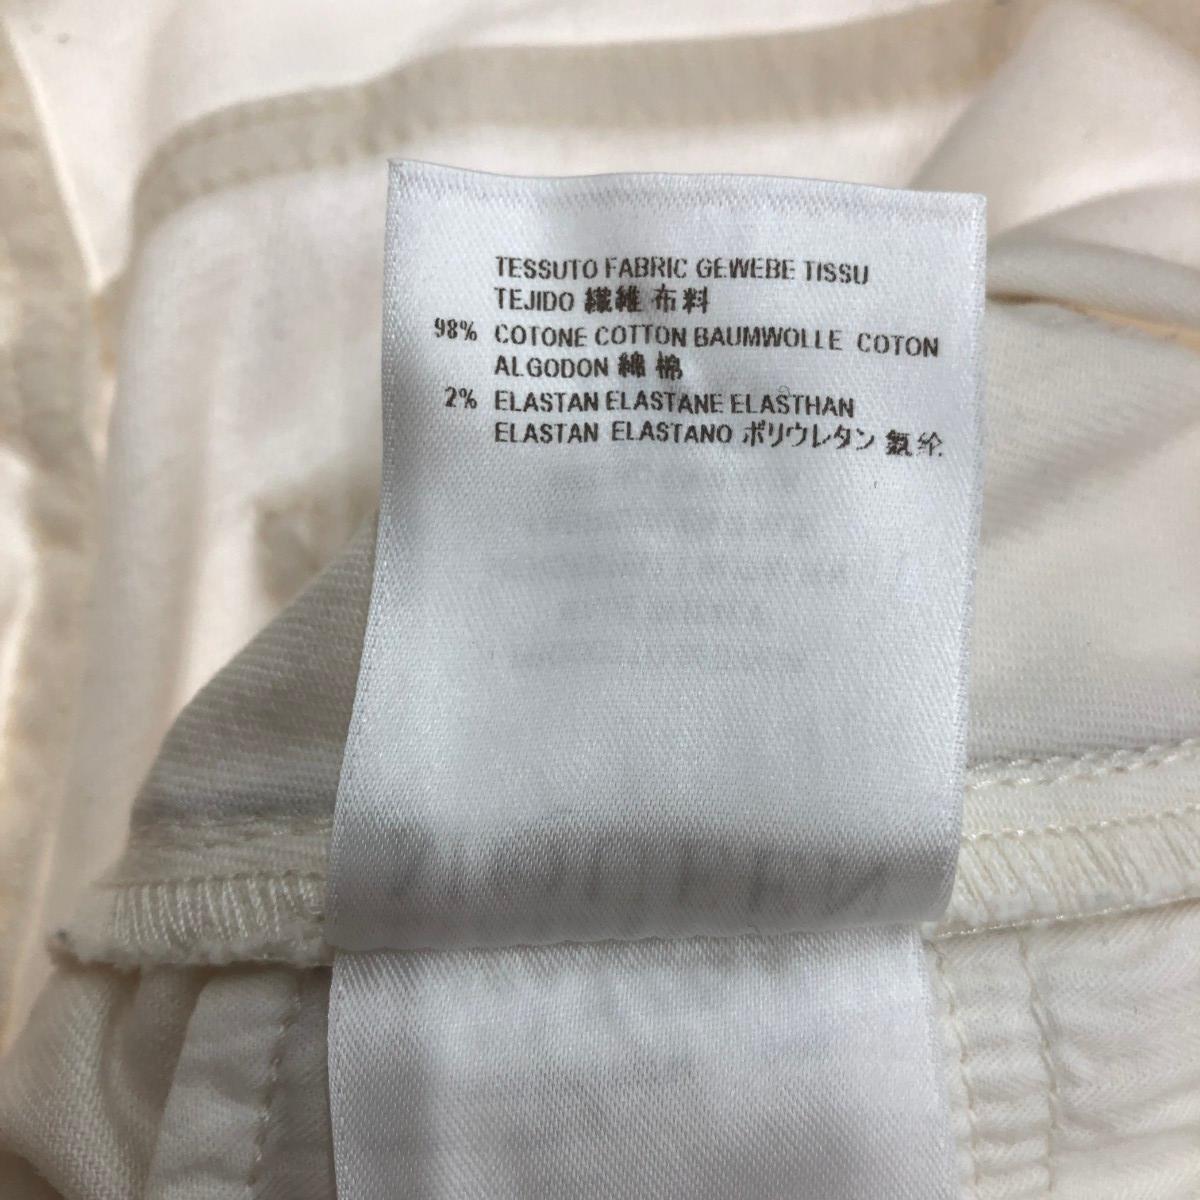 TESSUTO FABRIC GEWEBE TISSU
TEJIDO 繊維 布料
98% COTONE COTTON BAUMWOLLE COTON
ALGODON 綿 棉
2% ELASTAN ELASTANE ELASTHAN
ELASTAN ELASTANO ポリウレタン 氨纶